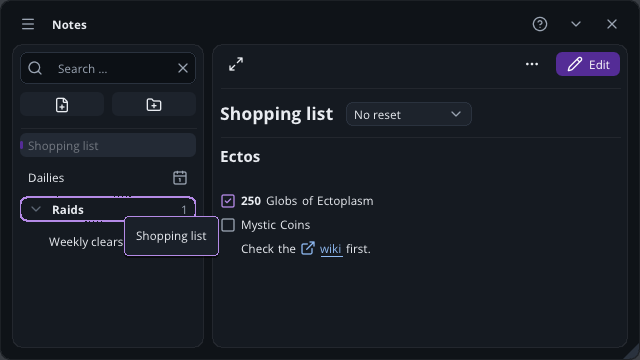 Notes
Search ...
Shopping list
Dailies
Raids 1
Weekly clears
Shopping list
Edit
Shopping list No reset
Ectos
250 Globs of Ectoplasm
Mystic Coins
Check the wiki first.